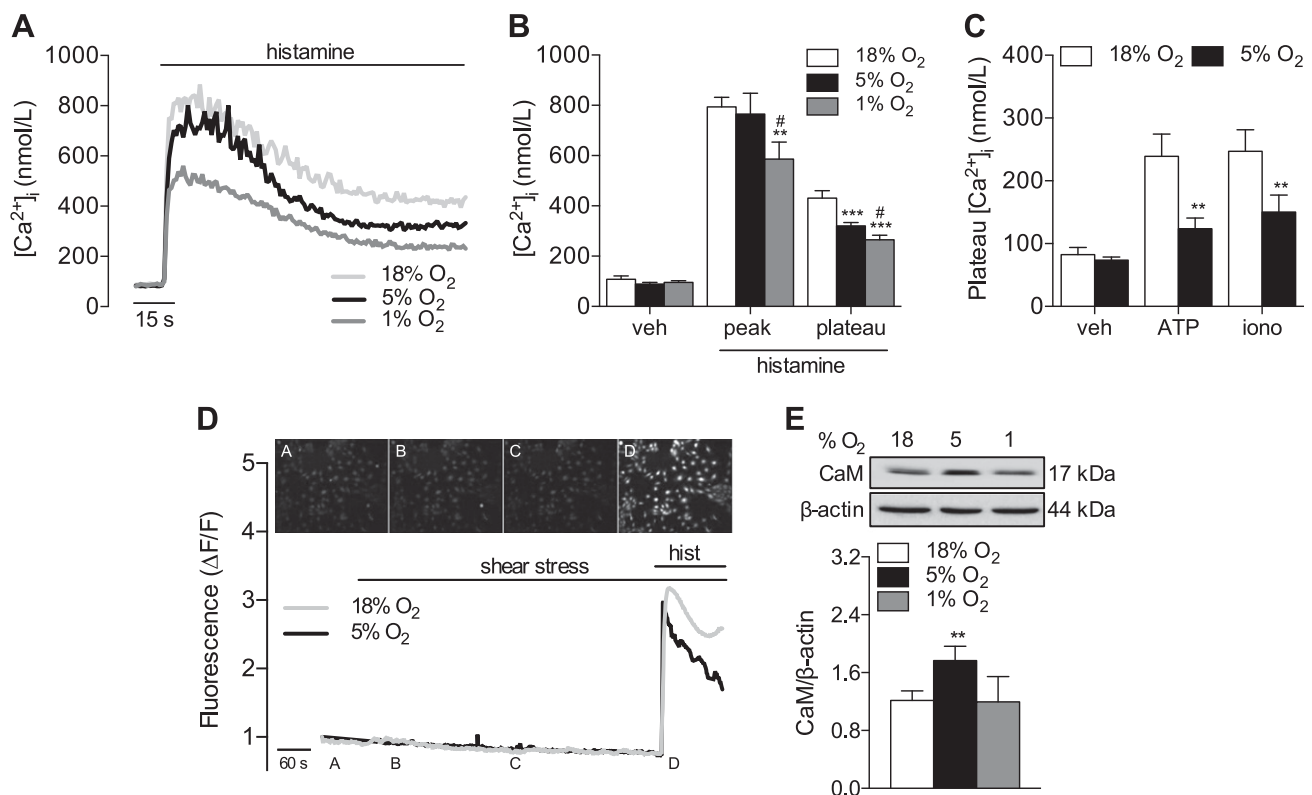 A
histamine
[Ca²⁺]ᵢ (nmol/L)
1000
800
600
400
200
0
18% O₂
5% O₂
1% O₂
15 s
B
[Ca²⁺]ᵢ (nmol/L)
1000
800
600
400
200
0
18% O₂
5% O₂
1% O₂
#
**
***
#
***
veh
peak
plateau
histamine
C
Plateau [Ca²⁺]ᵢ (nmol/L)
400
300
200
100
0
18% O₂
5% O₂
**
**
veh
ATP
iono
D
Fluorescence (ΔF/F)
5
4
3
2
1
A
B
C
D
hist
shear stress
18% O₂
5% O₂
60 s
A
B
C
D
E
% O₂ 18 5 1
CaM 17 kDa
β-actin 44 kDa
18% O₂
5% O₂
1% O₂
CaM/β-actin
3.2
2.4
1.6
0.8
0.0
**